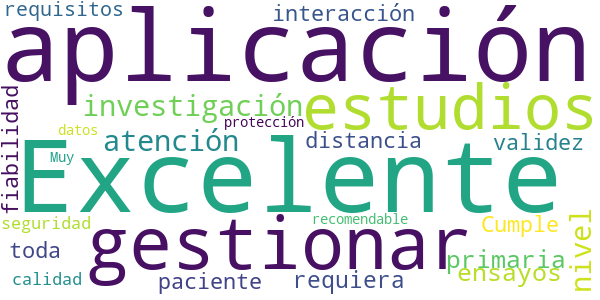 requisitos
interacción
aplicación
fiabilidad
investigación
estudios
protección
datos
atención
distancia
validez
Muy
Excelente
seguridad
recomendable
Cumple
nivel
gestionar
toda
primaria
calidad
paciente
requiera
ensayos